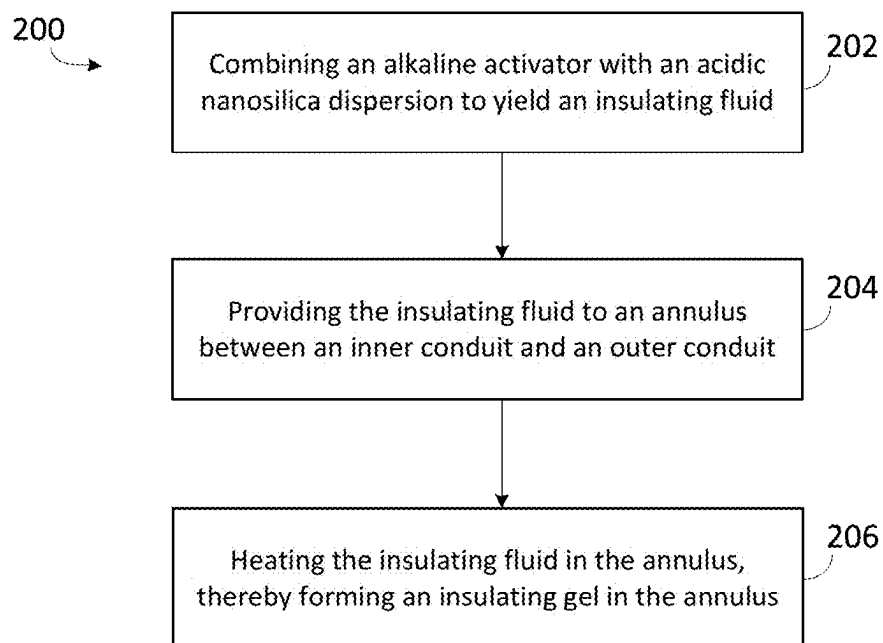 200
202
Combining an alkaline activator with an acidic
nanosilica dispersion to yield an insulating fluid
204
Providing the insulating fluid to an annulus
between an inner conduit and an outer conduit
206
Heating the insulating fluid in the annulus,
thereby forming an insulating gel in the annulus